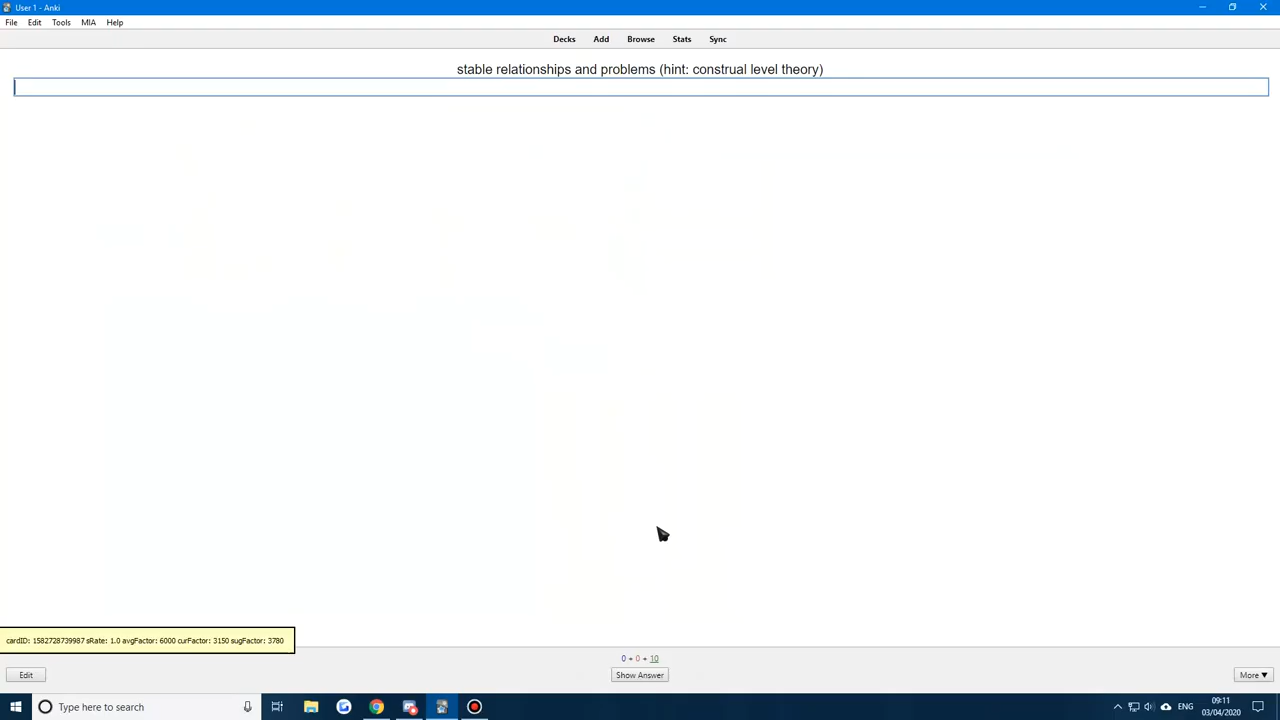 User 1 - Anki
File Edit Tools MIA Help
Decks Add Browse Stats Sync
stable relationships and problems (hint: construal level theory)
cardID: 1582728739987 sRate: 1.0 avgFactor: 6000 curFactor: 3150 sugFactor: 3780
0 + 0 + 10
Edit Show Answer More ▼
Type here to search ENG 09:11
03/04/2020